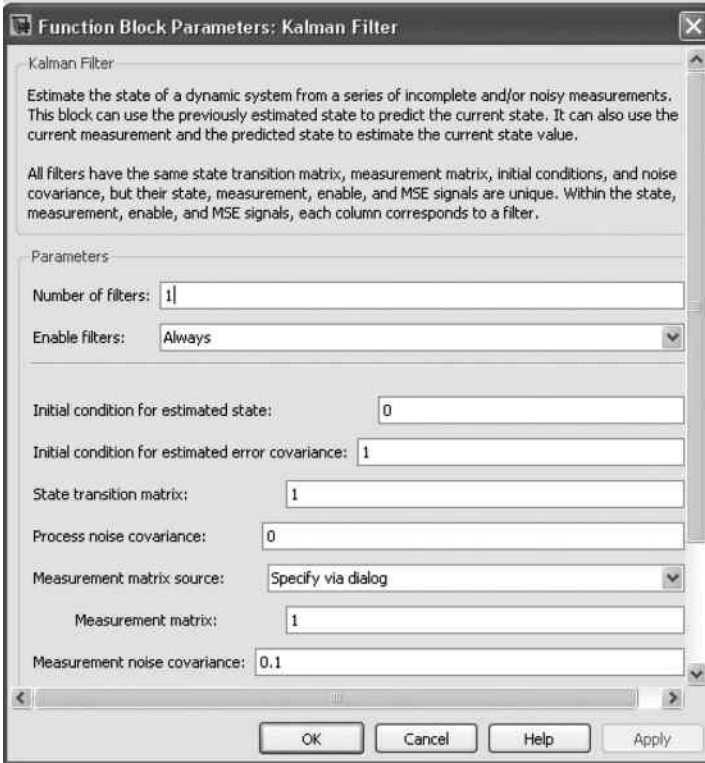 Function Block Parameters: Kalman Filter
Kalman Filter
Estimate the state of a dynamic system from a series of incomplete and/or noisy measurements.
This block can use the previously estimated state to predict the current state. It can also use the
current measurement and the predicted state to estimate the current state value.
All filters have the same state transition matrix, measurement matrix, initial conditions, and noise
covariance, but their state, measurement, enable, and MSE signals are unique. Within the state,
measurement, enable, and MSE signals, each column corresponds to a filter.
Parameters
Number of filters: 1
Enable filters: Always
Initial condition for estimated state: 0
Initial condition for estimated error covariance: 1
State transition matrix: 1
Process noise covariance: 0
Measurement matrix source: Specify via dialog
Measurement matrix: 1
Measurement noise covariance: 0.1
OK Cancel Help Apply